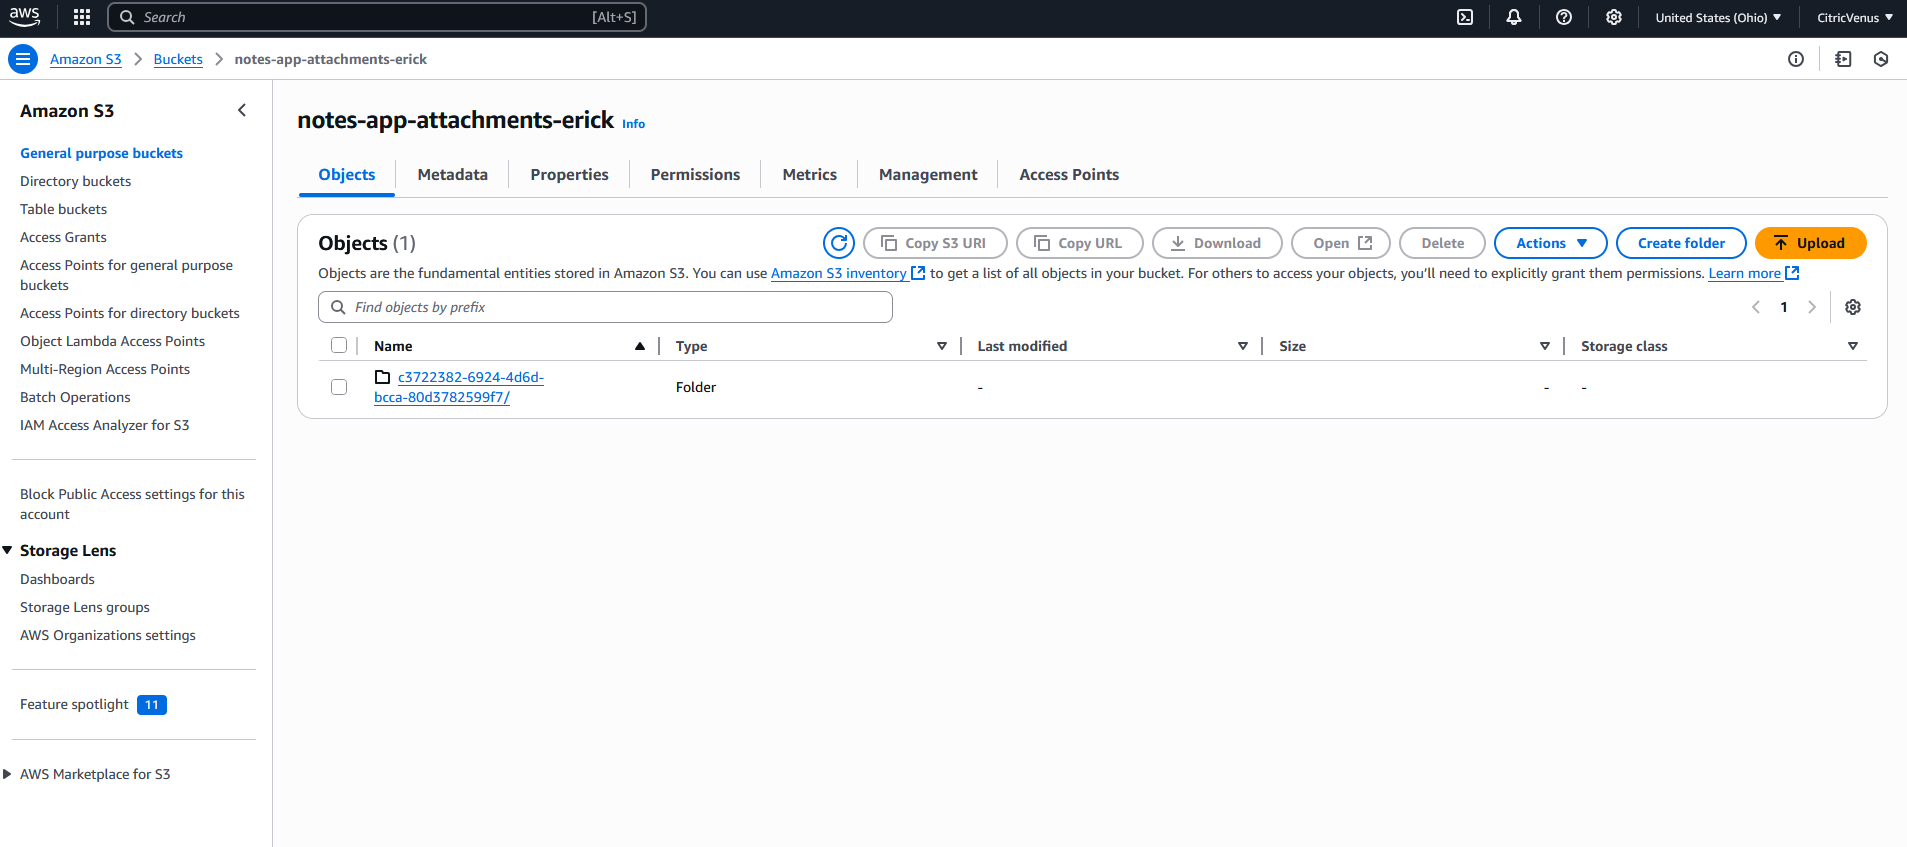 aws
Search
[Alt+S]
United States (Ohio)
CitricVenus
Amazon S3
Buckets
notes-app-attachments-erick
Amazon S3
General purpose buckets
Directory buckets
Table buckets
Access Grants
Access Points for general purpose
buckets
Access Points for directory buckets
Object Lambda Access Points
Multi-Region Access Points
Batch Operations
IAM Access Analyzer for S3
Block Public Access settings for this
account
Storage Lens
Dashboards
Storage Lens groups
AWS Organizations settings
Feature spotlight 11
AWS Marketplace for S3
notes-app-attachments-erick Info
Objects
Metadata
Properties
Permissions
Metrics
Management
Access Points
Objects (1)
Copy S3 URI
Copy URL
Download
Open
Delete
Actions
Create folder
Upload
Objects are the fundamental entities stored in Amazon S3. You can use Amazon S3 inventory to get a list of all objects in your bucket. For others to access your objects, you'll need to explicitly grant them permissions. Learn more
Find objects by prefix
1
Name
Type
Last modified
Size
Storage class
c3722382-6924-4d6d-
bcca-80d3782599f7/
Folder
-
-
-